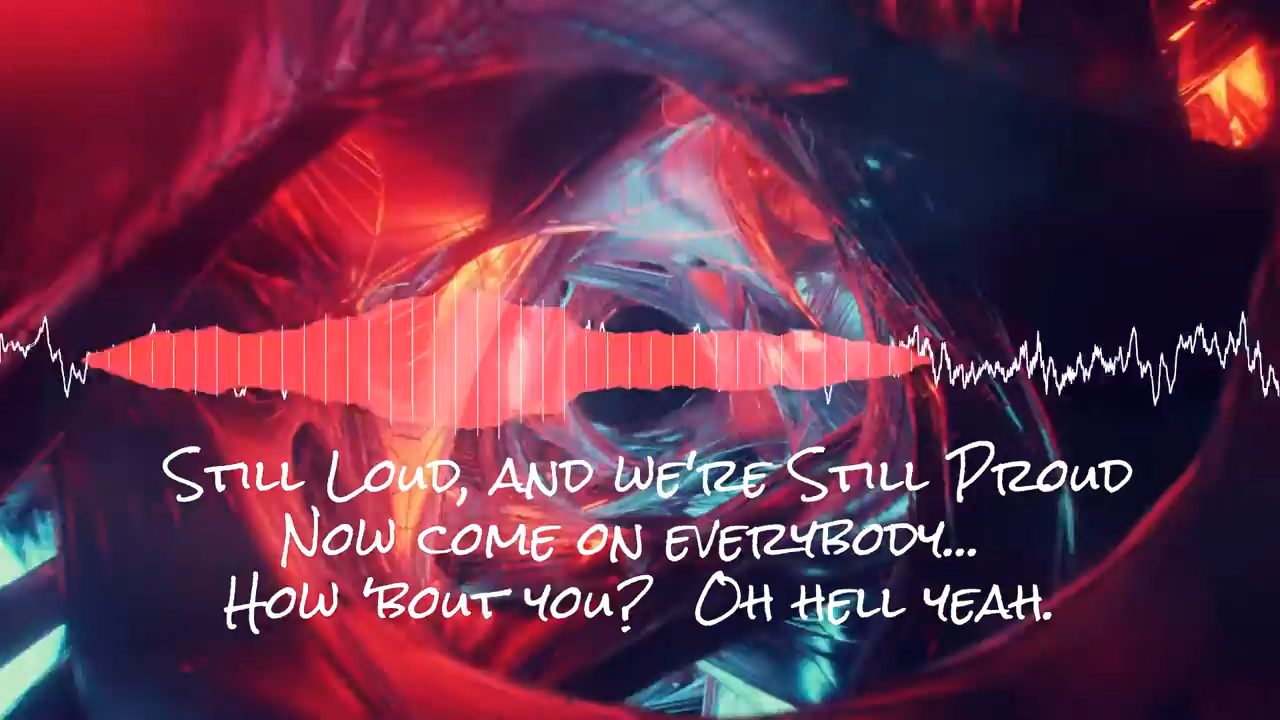 Still Loud, and we're Still Proud
Now come on everybody...
How 'bout you? Oh hell yeah.